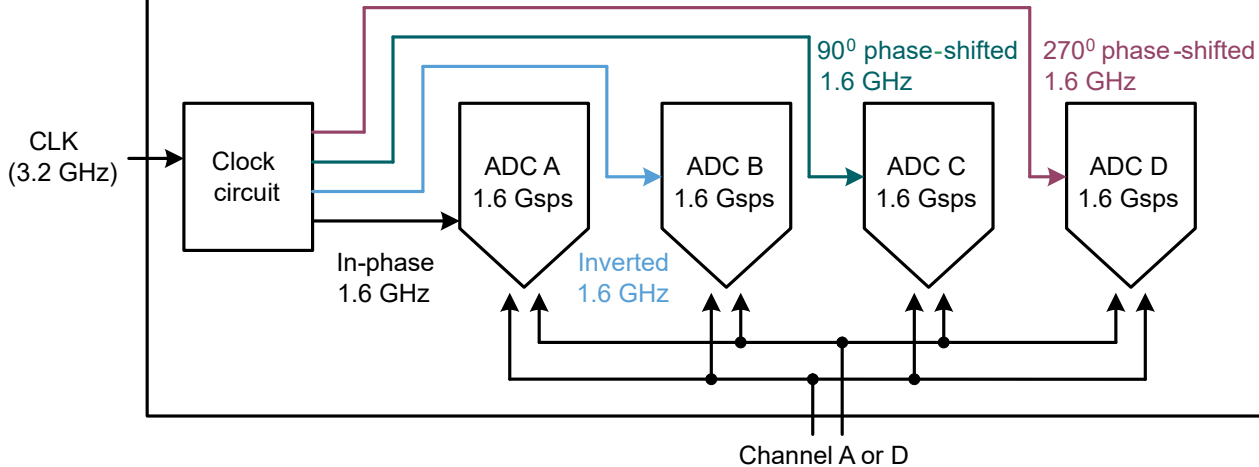 90⁰ phase-shifted
1.6 GHz
270⁰ phase-shifted
1.6 GHz
CLK
(3.2 GHz)
Clock
circuit
ADC A
1.6 Gsps
ADC B
1.6 Gsps
ADC C
1.6 Gsps
ADC D
1.6 Gsps
In-phase
1.6 GHz
Inverted
1.6 GHz
Channel A or D